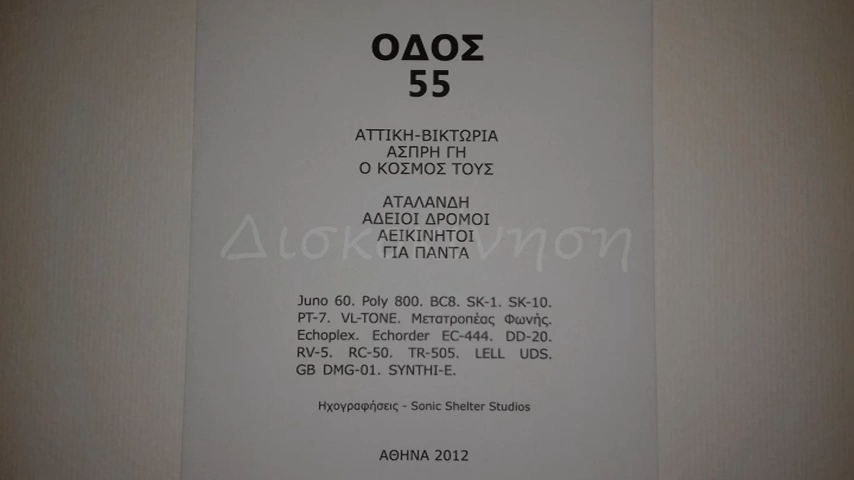 ΟΔΟΣ
55
ΑΤΤΙΚΗ-ΒΙΚΤΩΡΙΑ
ΑΣΠΡΗ ΓΗ
Ο ΚΟΣΜΟΣ ΤΟΥΣ
ΑΤΑΛΑΝΔΗ
ΑΔΕΙΟΙ ΔΡΟΜΟΙ
ΑΕΙΚΙΝΗΤΟΙ
ΓΙΑ ΠΑΝΤΑ
Juno 60. Poly 800. BC8. SK-1. SK-10.
PT-7. VL-TONE. Μετατροπέας Φωνής.
Echoplex. Echorder EC-444. DD-20.
RV-5. RC-50. TR-505. LELL UDS.
GB DMG-01. SYNTHI-E.
Ηχογραφήσεις - Sonic Shelter Studios
ΑΘΗΝΑ 2012